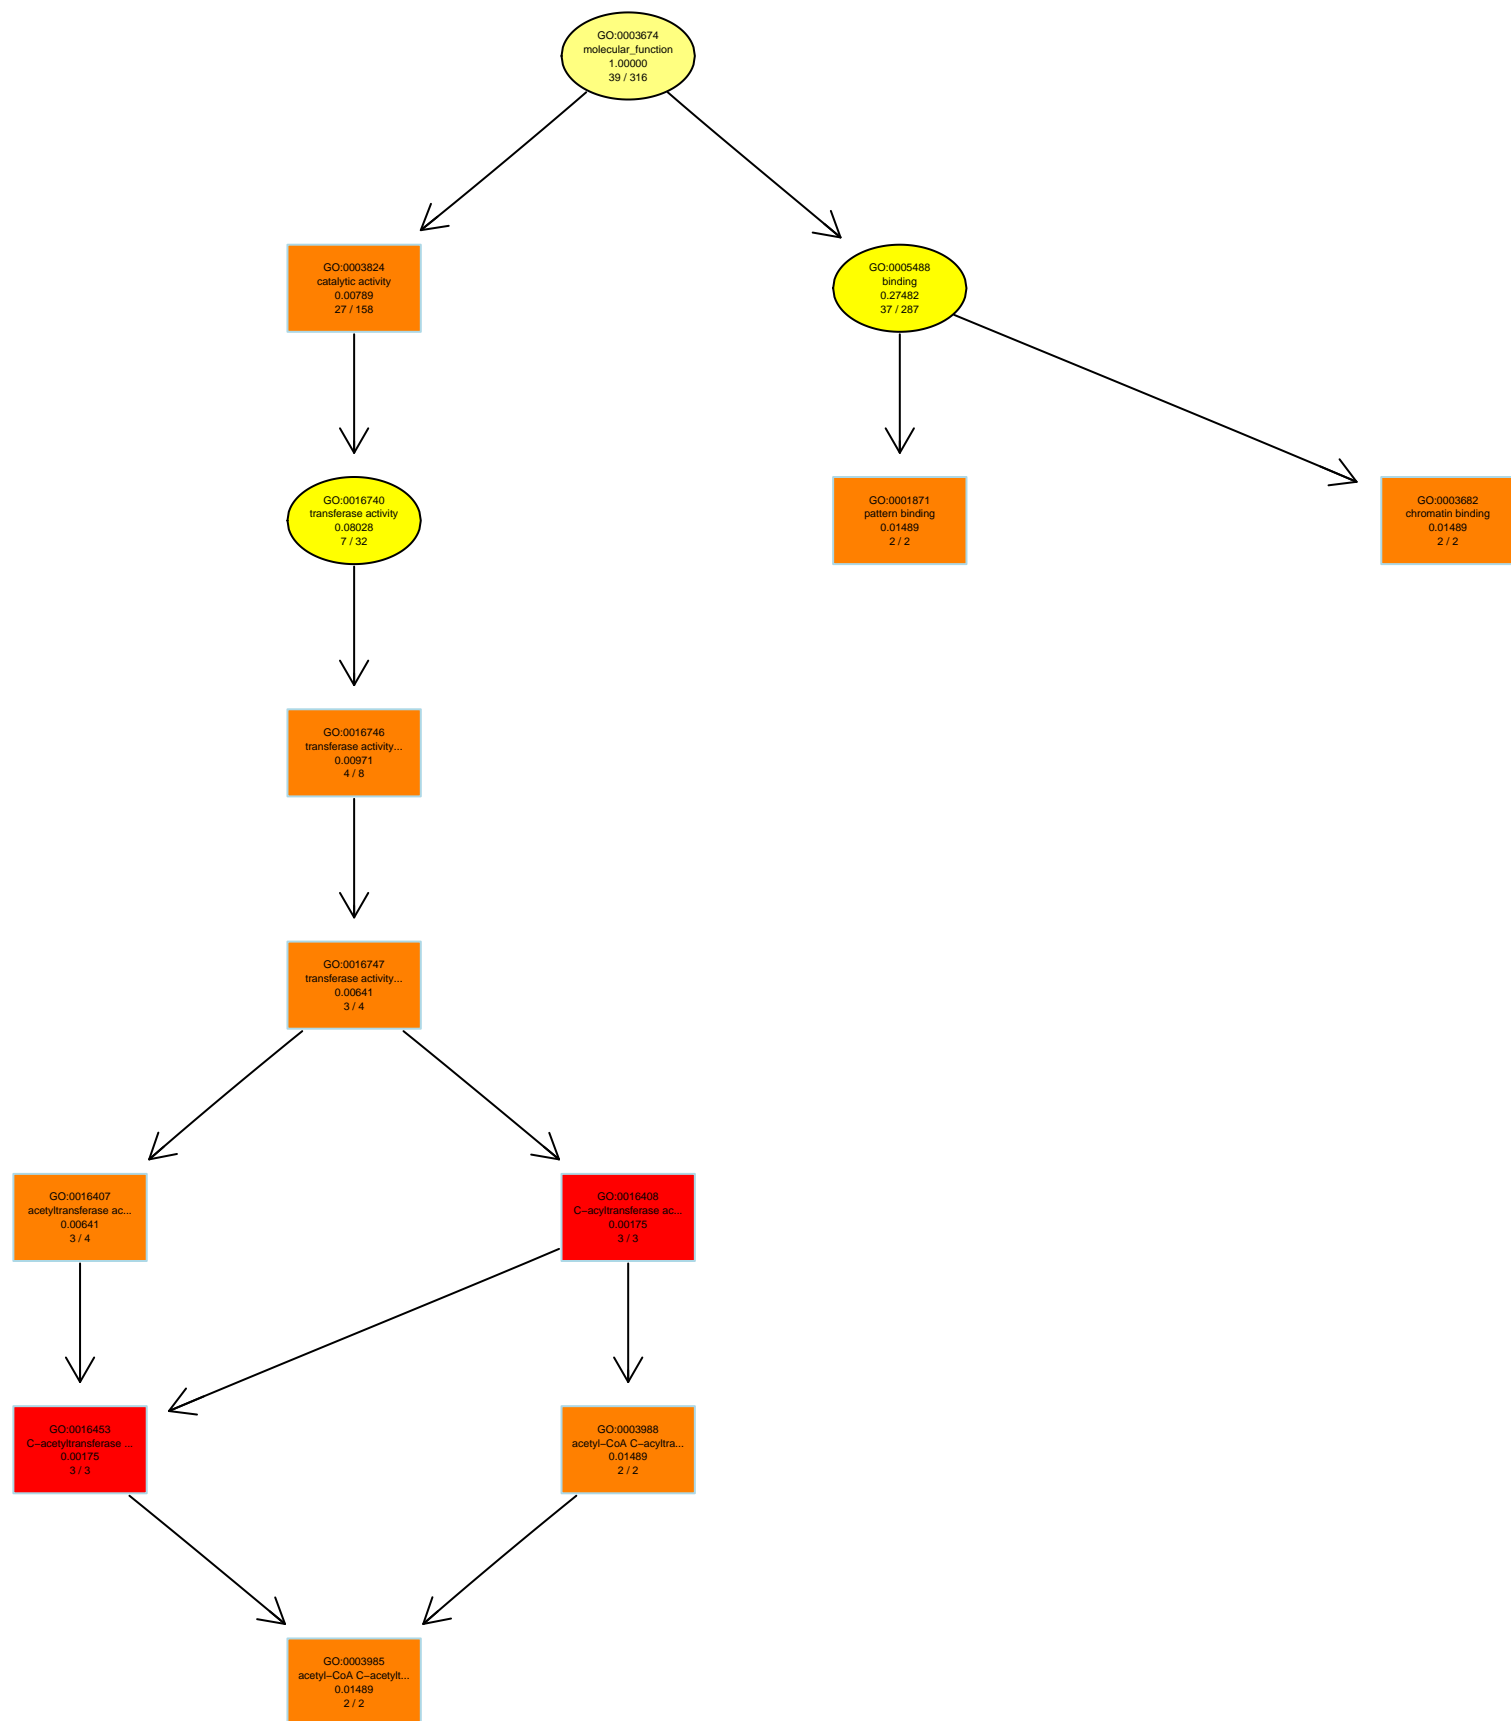 GO:0003674
molecular_function
1.00000
39 / 316
GO:0003824
catalytic activity
0.00789
27 / 158
GO:0005488
binding
0.27482
37 / 287
GO:0016740
transferase activity
0.08028
7 / 32
GO:0001871
pattern binding
0.01489
2 / 2
GO:0003682
chromatin binding
0.01489
2 / 2
GO:0016746
transferase activity...
0.00971
4 / 8
GO:0016747
transferase activity...
0.00641
3 / 4
GO:0016407
acetyltransferase ac...
0.00641
3 / 4
GO:0016408
C−acyltransferase ac...
0.00175
3 / 3
GO:0016453
C−acetyltransferase ...
0.00175
3 / 3
GO:0003988
acetyl−CoA C−acyltra...
0.01489
2 / 2
GO:0003985
acetyl−CoA C−acetylt...
0.01489
2 / 2